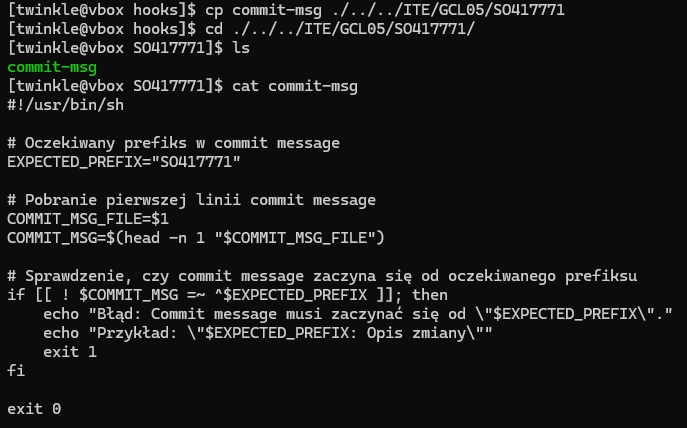 [twinkle@vbox hooks]$ cp commit-msg ./../../ITE/GCL05/SO417771
[twinkle@vbox hooks]$ cd ./../../ITE/GCL05/SO417771/
[twinkle@vbox SO417771]$ ls
commit-msg
[twinkle@vbox SO417771]$ cat commit-msg
#!/usr/bin/sh

# Oczekiwany prefiks w commit message
EXPECTED_PREFIX="SO417771"

# Pobranie pierwszej linii commit message
COMMIT_MSG_FILE=$1
COMMIT_MSG=$(head -n 1 "$COMMIT_MSG_FILE")

# Sprawdzenie, czy commit message zaczyna się od oczekiwanego prefiksu
if [[ ! $COMMIT_MSG =~ ^$EXPECTED_PREFIX ]]; then
    echo "Błąd: Commit message musi zaczynać się od \"$EXPECTED_PREFIX\"."
    echo "Przykład: \"$EXPECTED_PREFIX: Opis zmiany\""
    exit 1
fi

exit 0